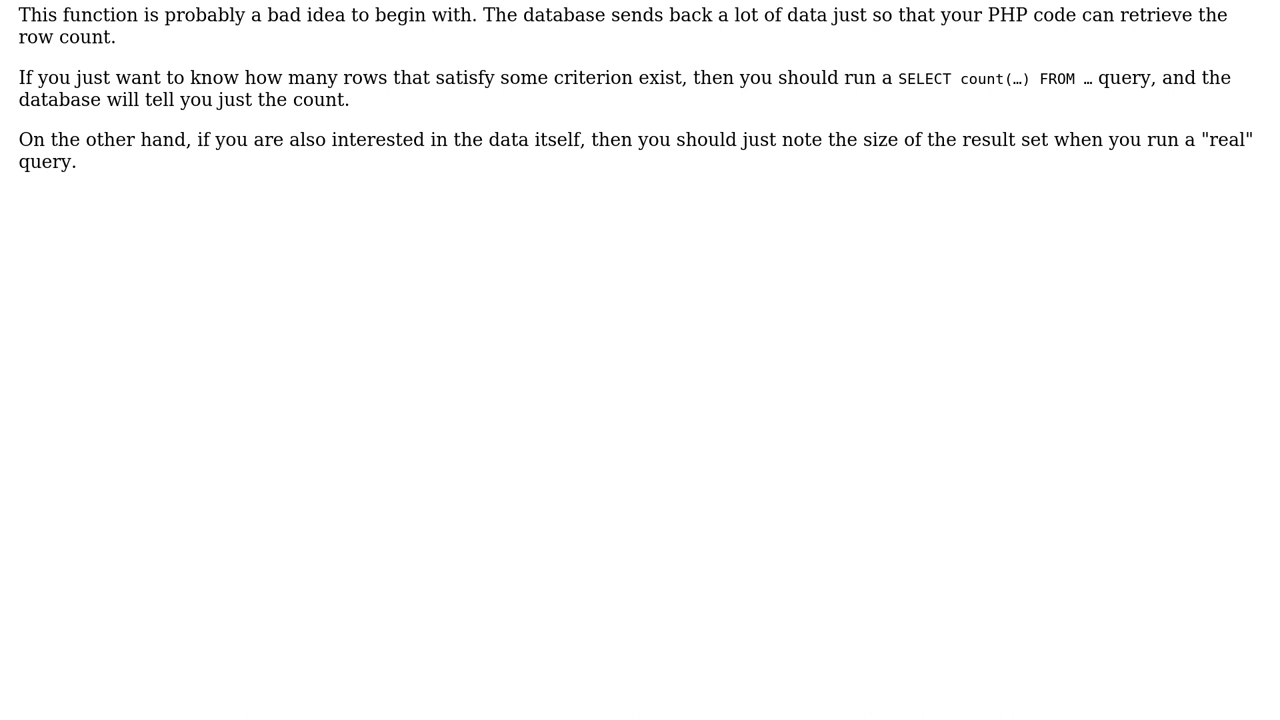 This function is probably a bad idea to begin with. The database sends back a lot of data just so that your PHP code can retrieve the
row count.
If you just want to know how many rows that satisfy some criterion exist, then you should run a SELECT count(…) FROM … query, and the
database will tell you just the count.
On the other hand, if you are also interested in the data itself, then you should just note the size of the result set when you run a "real"
query.